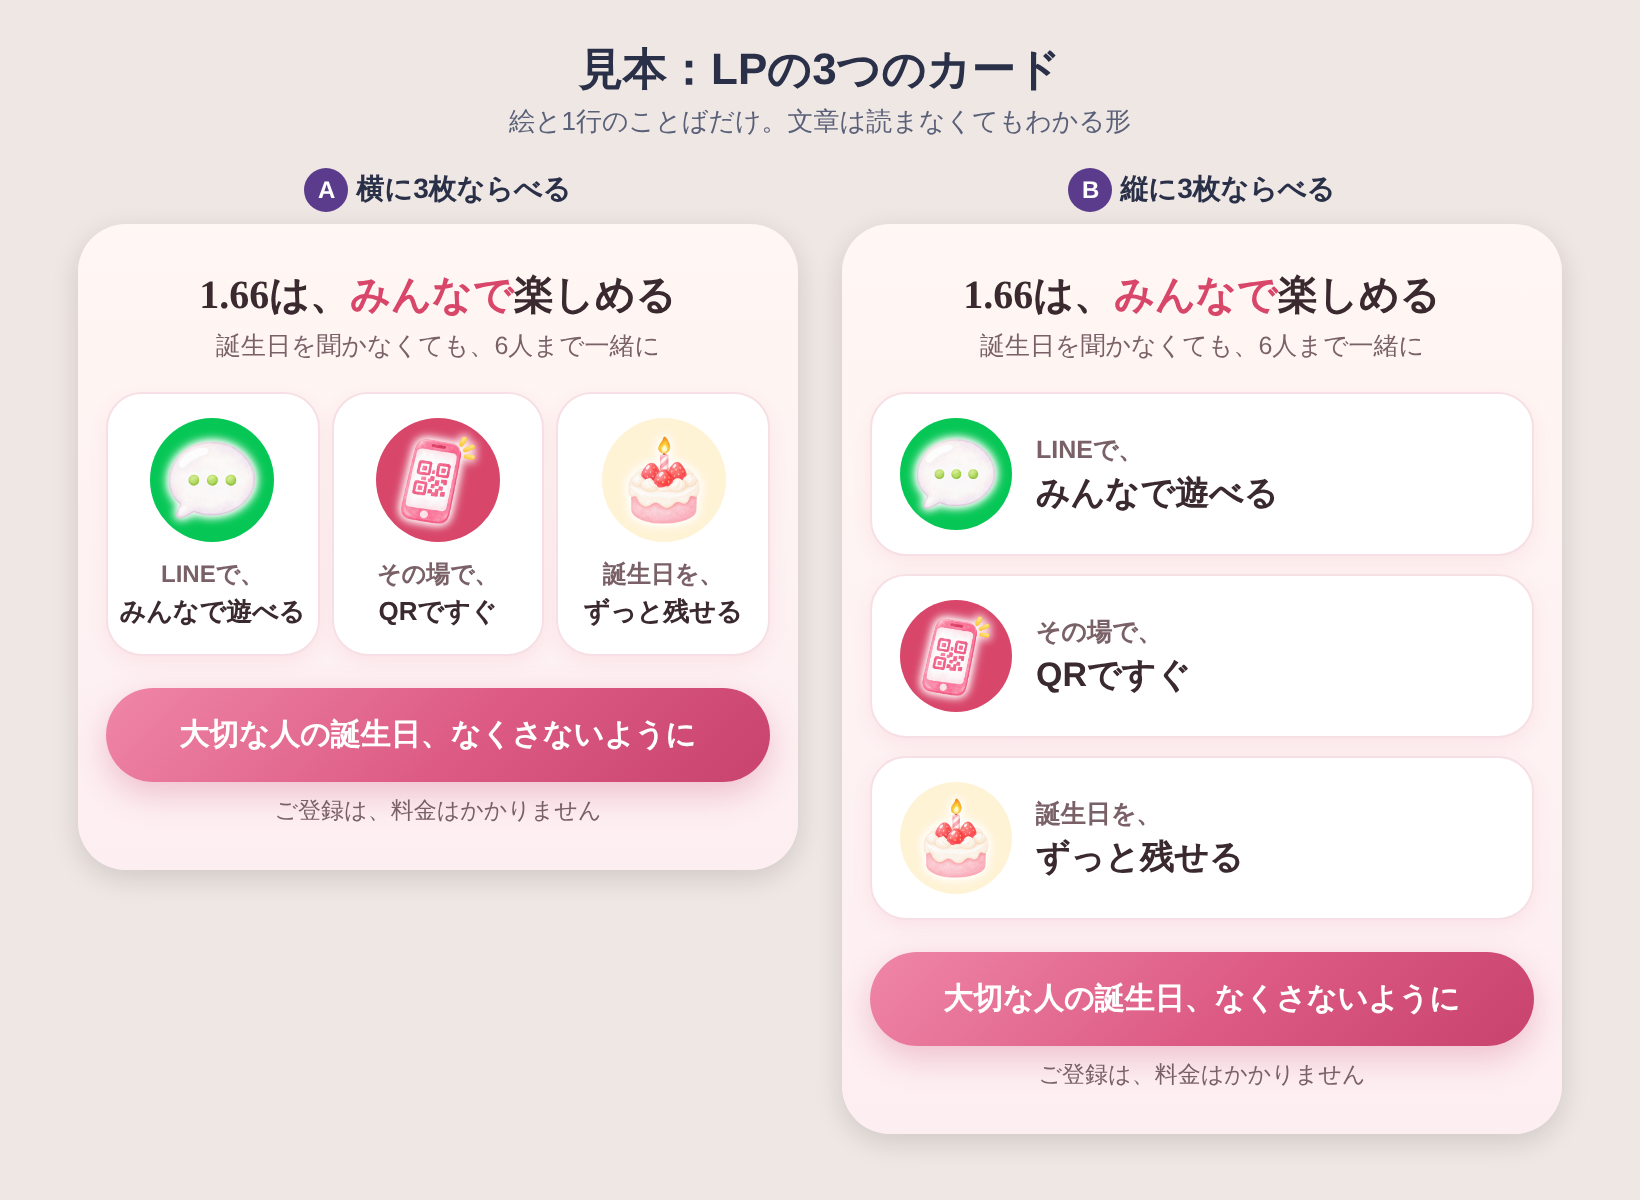 見本：LPの3つのカード
絵と1行のことばだけ。文章は読まなくてもわかる形
A 横に3枚ならべる
1.66は、みんなで楽しめる
誕生日を聞かなくても、6人まで一緒に
LINEで、
みんなで遊べる
その場で、
QRですぐ
誕生日を、
ずっと残せる
大切な人の誕生日、なくさないように
ご登録は、料金はかかりません
B 縦に3枚ならべる
1.66は、みんなで楽しめる
誕生日を聞かなくても、6人まで一緒に
LINEで、
みんなで遊べる
その場で、
QRですぐ
誕生日を、
ずっと残せる
大切な人の誕生日、なくさないように
ご登録は、料金はかかりません